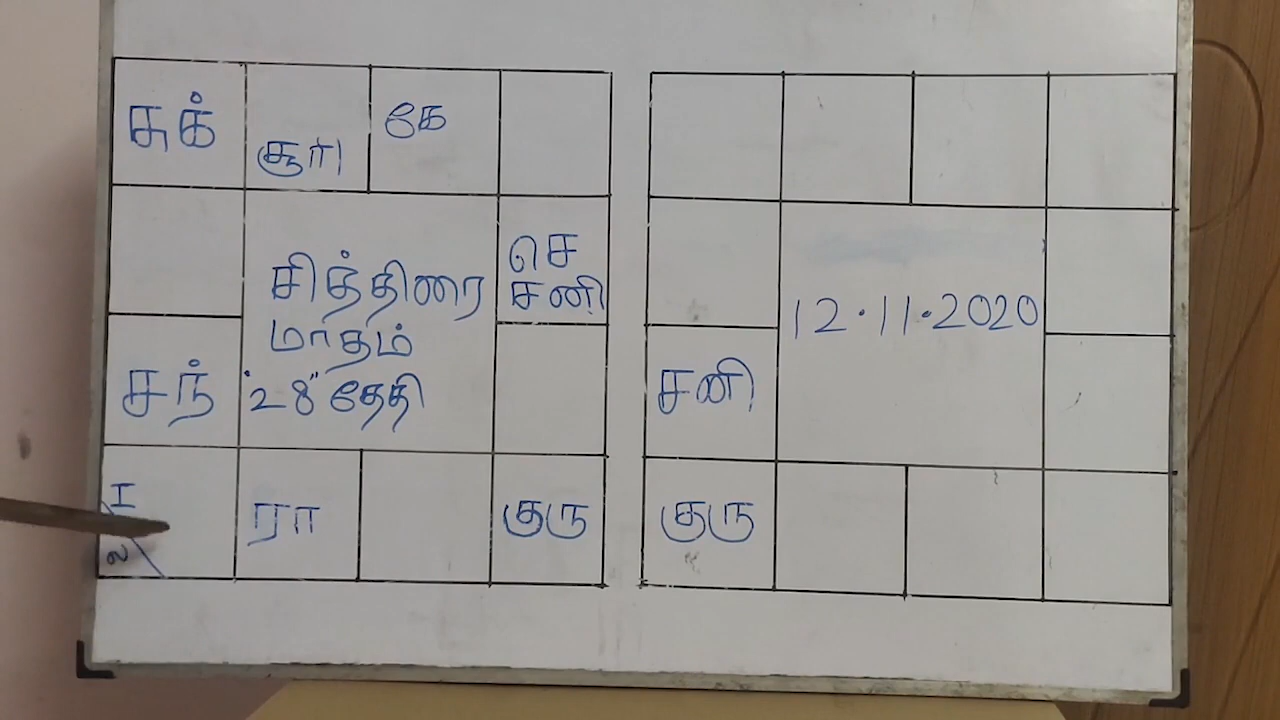 சுக்
சூரி
கே
செ
சனி
சித்திரை
மாதம்
"28" தேதி
சந்
I
ல
ரா
குரு
12.11.2020
சனி
குரு